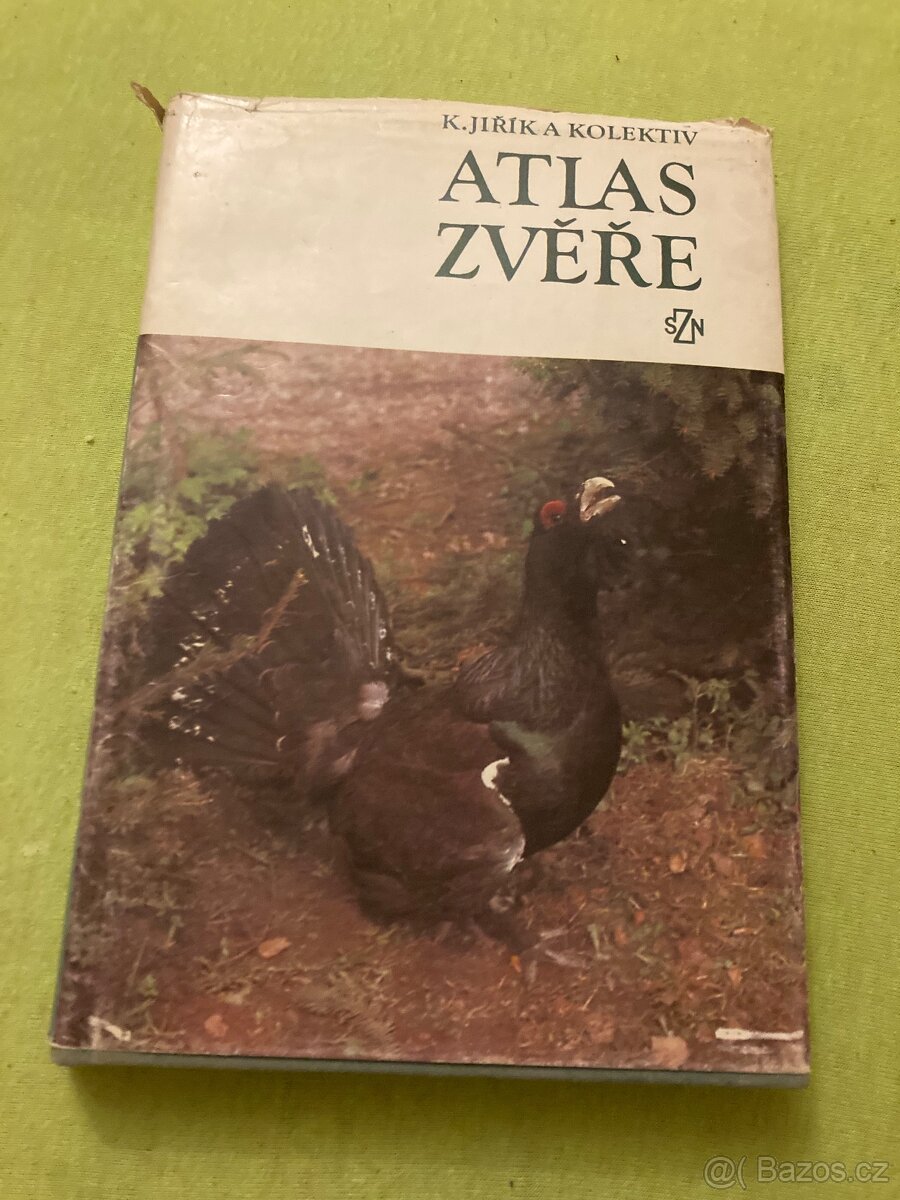 K. JIŘÍK A KOLEKTIV
ATLAS
ZVĚŘE
SZN
@( Bazos.cz